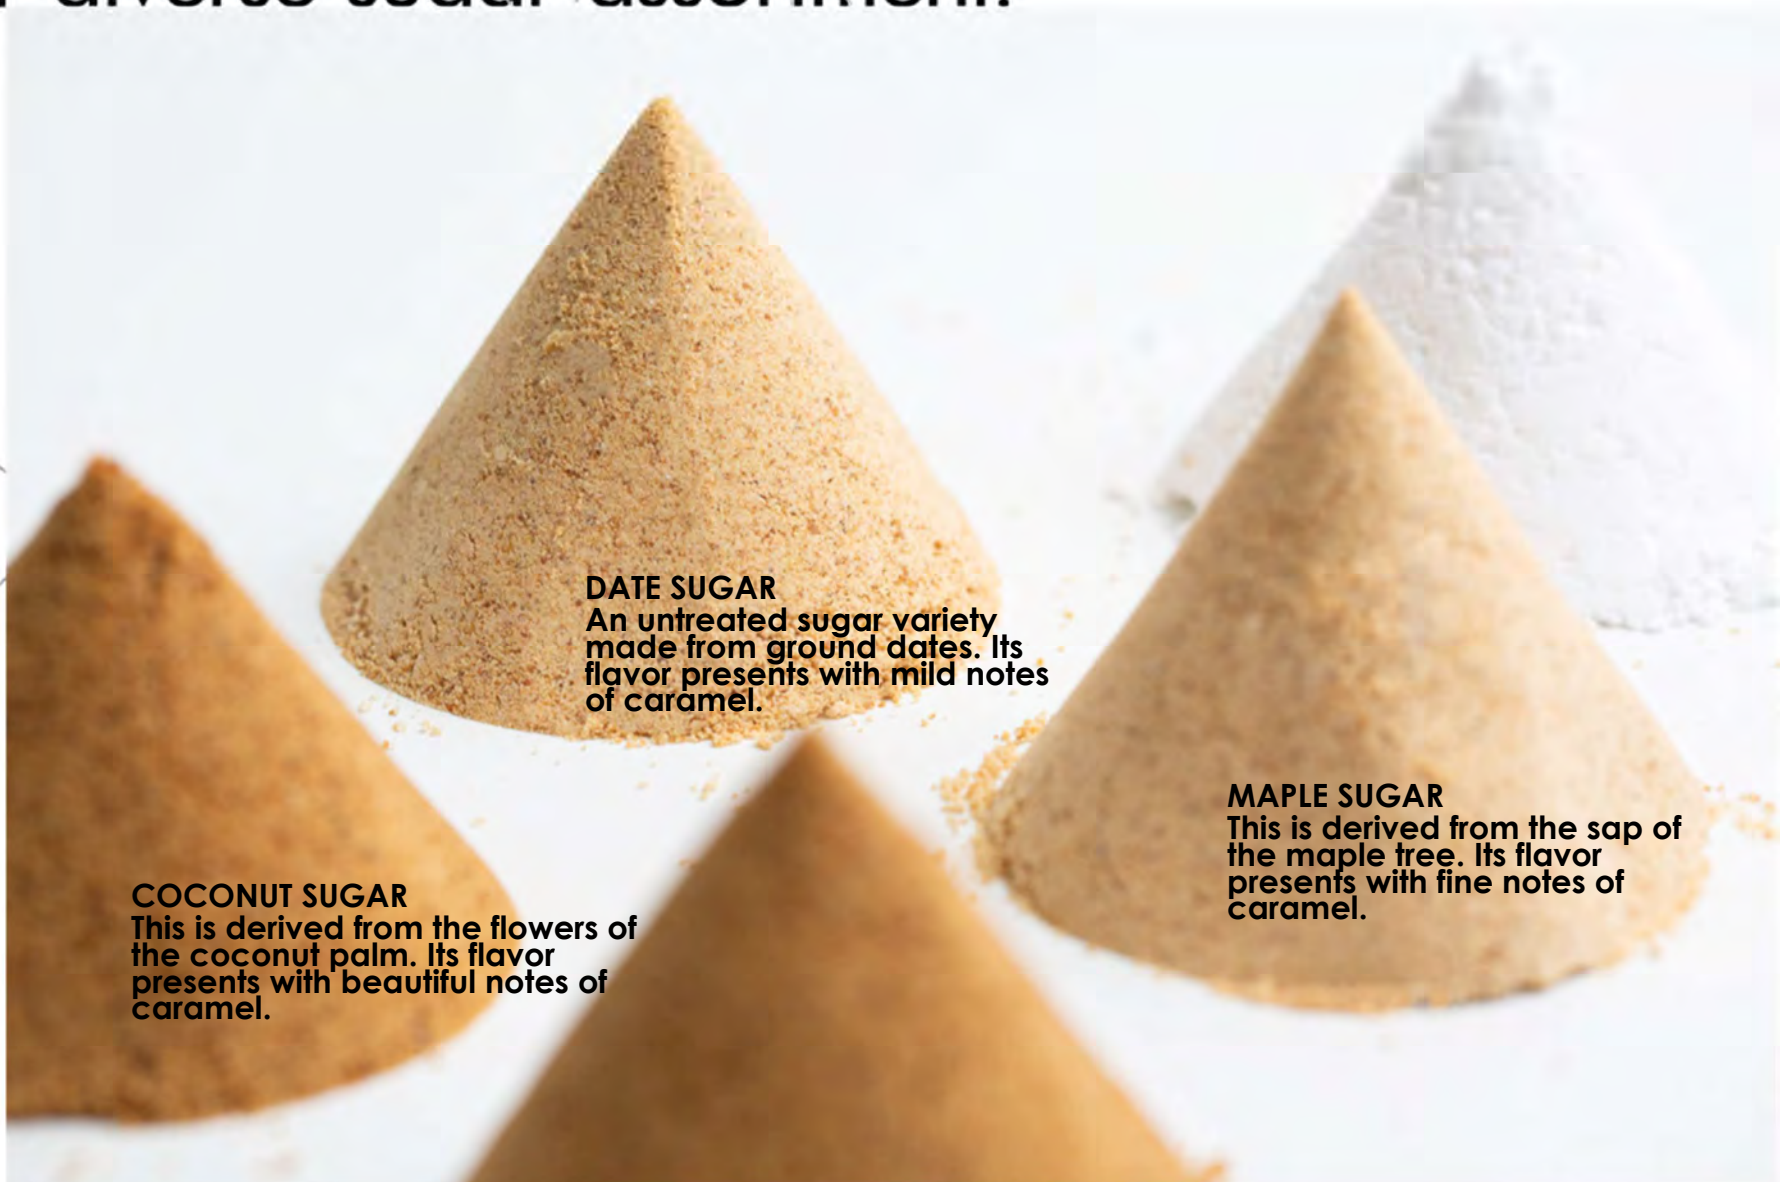 DATE SUGAR
An untreated sugar variety
made from ground dates. Its
flavor presents with mild notes
of caramel.
MAPLE SUGAR
This is derived from the sap of
the maple tree. Its flavor
presents with fine notes of
caramel.
COCONUT SUGAR
This is derived from the flowers of
the coconut palm. Its flavor
presents with beautiful notes of
caramel.